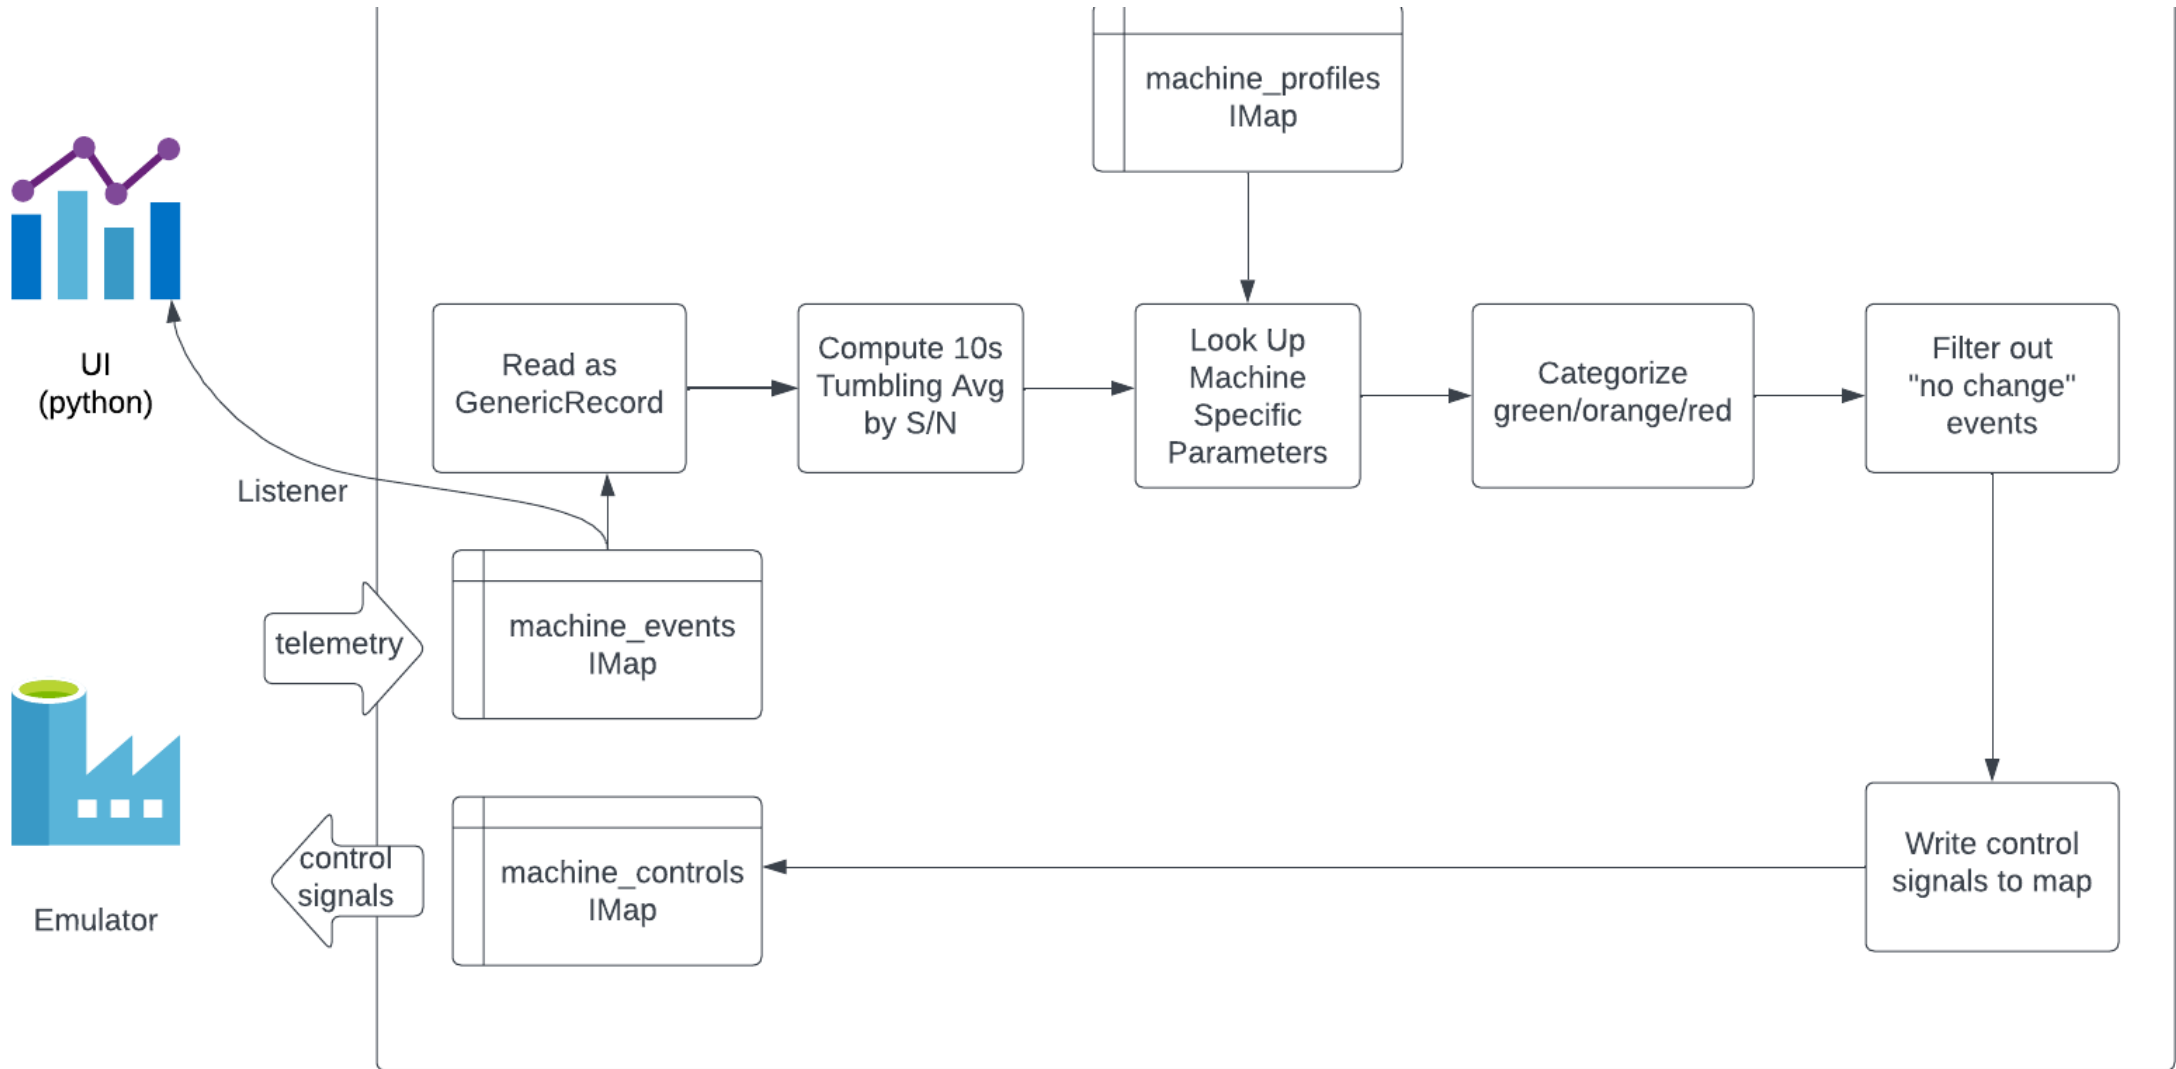 machine_profiles
IMap
UI
(python)
Read as
GenericRecord
Compute 10s
Tumbling Avg
by S/N
Look Up
Machine
Specific
Parameters
Categorize
green/orange/red
Filter out
"no change"
events
Listener
telemetry
machine_events
IMap
Emulator
control
signals
machine_controls
IMap
Write control
signals to map